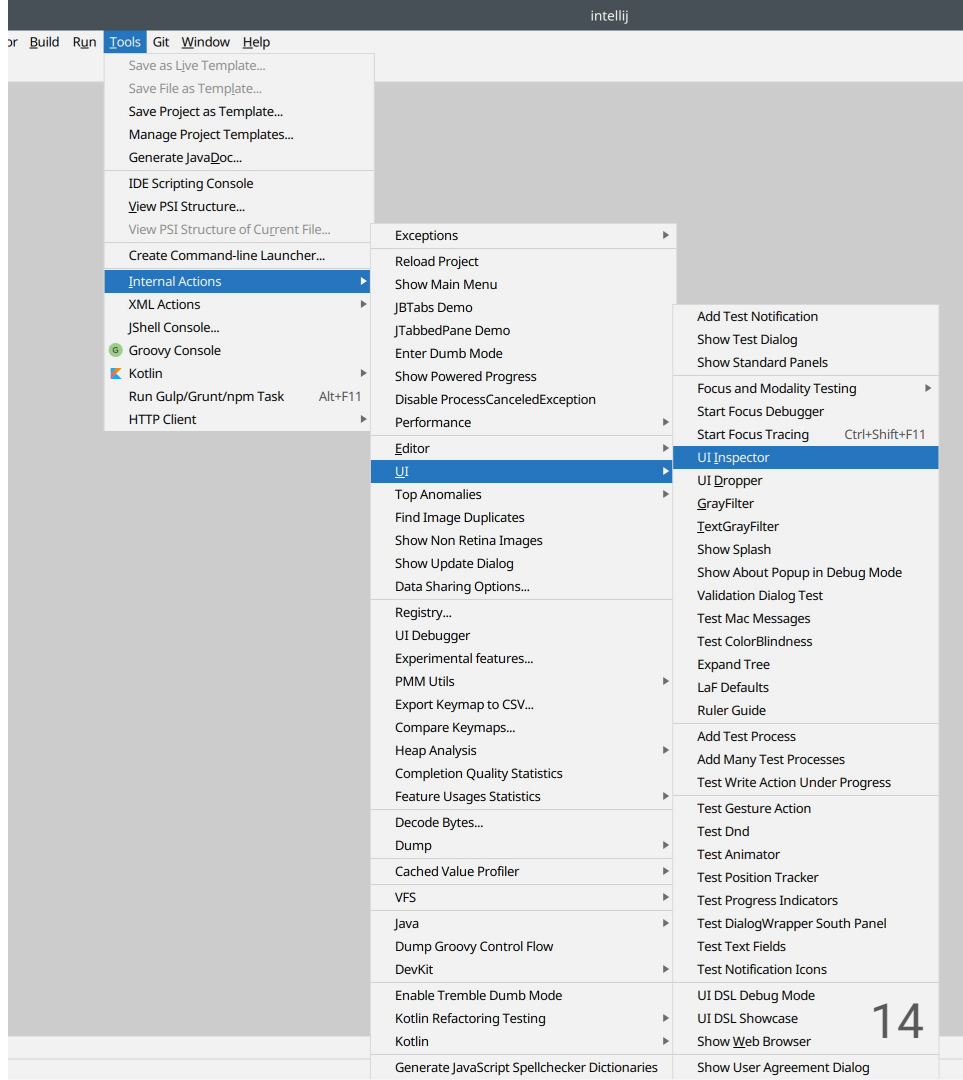 intellij
or Build Run Tools Git Window Help
Save as Live Template...
Save File as Template...
Save Project as Template...
Manage Project Templates...
Generate JavaDoc...
IDE Scripting Console
View PSI Structure...
View PSI Structure of Current File...
Create Command-line Launcher...
Internal Actions
XML Actions
JShell Console...
G Groovy Console
Kotlin
Run Gulp/Grunt/npm Task Alt+F11
HTTP Client
Exceptions
Reload Project
Show Main Menu
JBTabs Demo
JTabbedPane Demo
Enter Dumb Mode
Show Powered Progress
Disable ProcessCanceledException
Performance
Editor
UI
Top Anomalies
Find Image Duplicates
Show Non Retina Images
Show Update Dialog
Data Sharing Options...
Registry...
UI Debugger
Experimental features...
PMM Utils
Export Keymap to CSV...
Compare Keymaps...
Heap Analysis
Completion Quality Statistics
Feature Usages Statistics
Decode Bytes...
Dump
Cached Value Profiler
VFS
Java
Dump Groovy Control Flow
DevKit
Enable Tremble Dumb Mode
Kotlin Refactoring Testing
Kotlin
Generate JavaScript Spellchecker Dictionaries
Add Test Notification
Show Test Dialog
Show Standard Panels
Focus and Modality Testing
Start Focus Debugger
Start Focus Tracing Ctrl+Shift+F11
UI Inspector
UI Dropper
GrayFilter
TextGrayFilter
Show Splash
Show About Popup in Debug Mode
Validation Dialog Test
Test Mac Messages
Test ColorBlindness
Expand Tree
LaF Defaults
Ruler Guide
Add Test Process
Add Many Test Processes
Test Write Action Under Progress
Test Gesture Action
Test Dnd
Test Animator
Test Position Tracker
Test Progress Indicators
Test DialogWrapper South Panel
Test Text Fields
Test Notification Icons
UI DSL Debug Mode
UI DSL Showcase
Show Web Browser
Show User Agreement Dialog
14